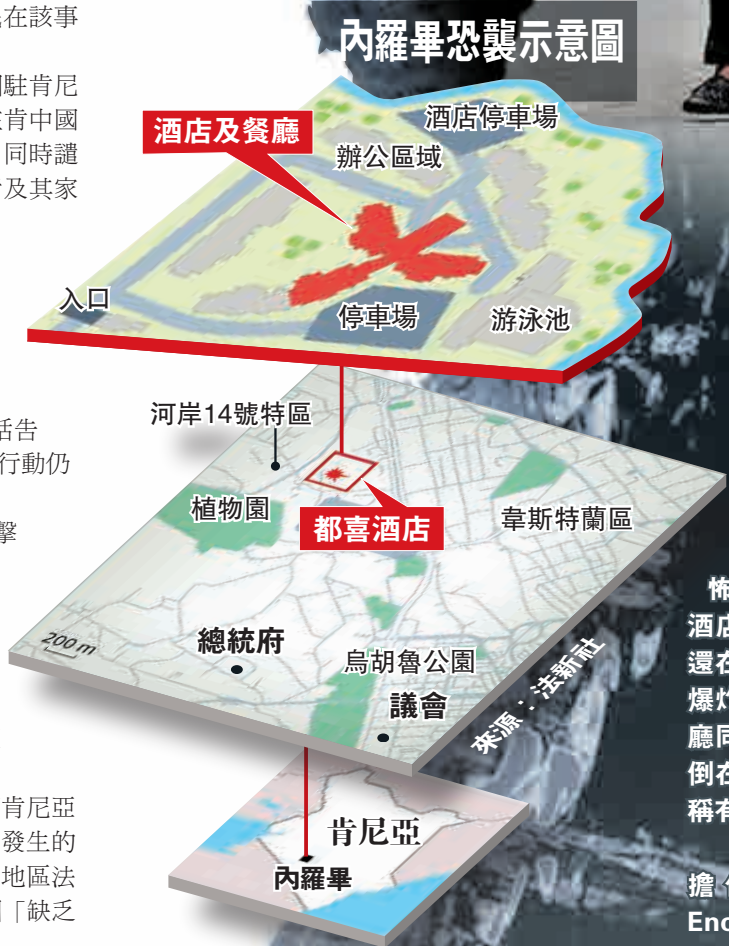 在該事
駐肯尼
肯中國
同時譴
及其家
告
行動仍
擊
肯尼亞
發生的
地區法
「缺乏
內羅畢恐襲示意圖
酒店及餐廳
酒店停車場
辦公區域
入口
停車場
游泳池
河岸14號特區
植物園
都喜酒店
韋斯特蘭區
200 m
總統府
烏胡魯公園
議會
來源：法新社
肯尼亞
內羅畢
怖
酒店
還在
爆炸
廳同
倒在
稱有
擔
Enc